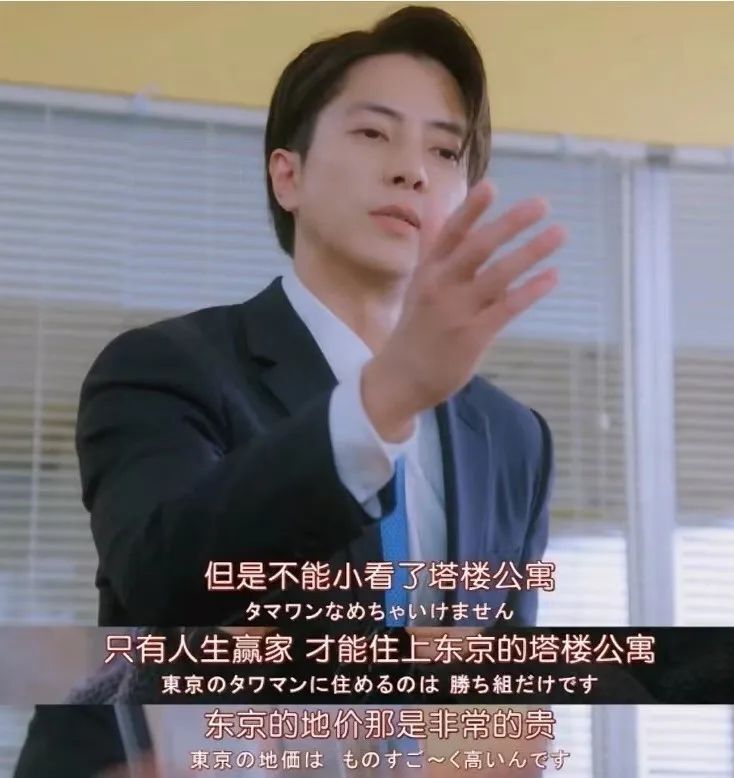 但是不能小看了塔楼公寓
タマワンなめちゃいけません
只有人生赢家 才能住上东京的塔楼公寓
東京のタワマンに住めるのは 勝ち組だけです
东京的地价那是非常的贵
東京の地価は ものすご〜く高いんです